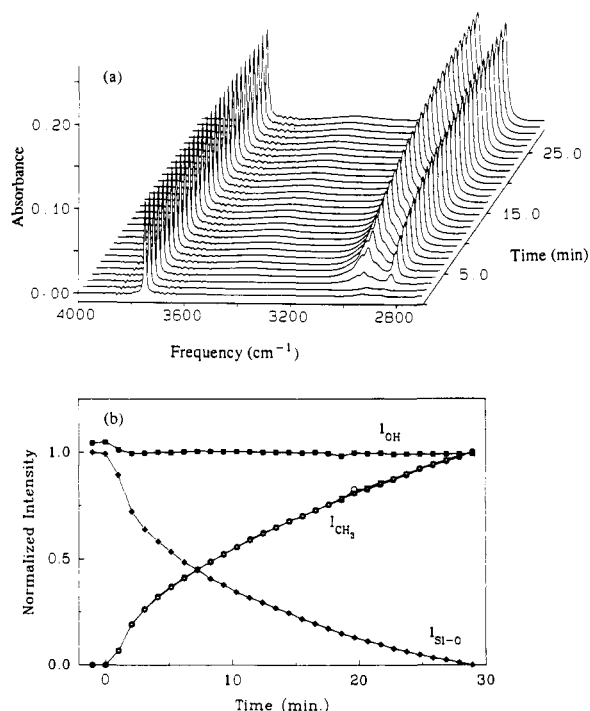 (a)
Absorbance
0.20
0.10
0.00
4000 3600 3200 2800
Frequency (cm⁻¹)
25.0
15.0
5.0
Time (min)
(b)
Normalized Intensity
1.0
0.5
0.0
I_OH
I_CH₃
I_Si-O
0 10 20 30
Time (min.)